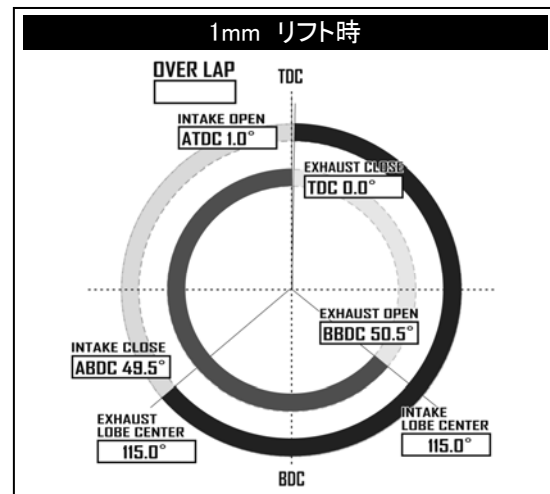 1mm リフト時
OVER LAP
TDC
INTAKE OPEN
ATDC 1.0°
EXHAUST CLOSE
TDC 0.0°
EXHAUST OPEN
BBDC 50.5°
INTAKE CLOSE
ABDC 49.5°
EXHAUST
LOBE CENTER
115.0°
INTAKE
LOBE CENTER
115.0°
BDC